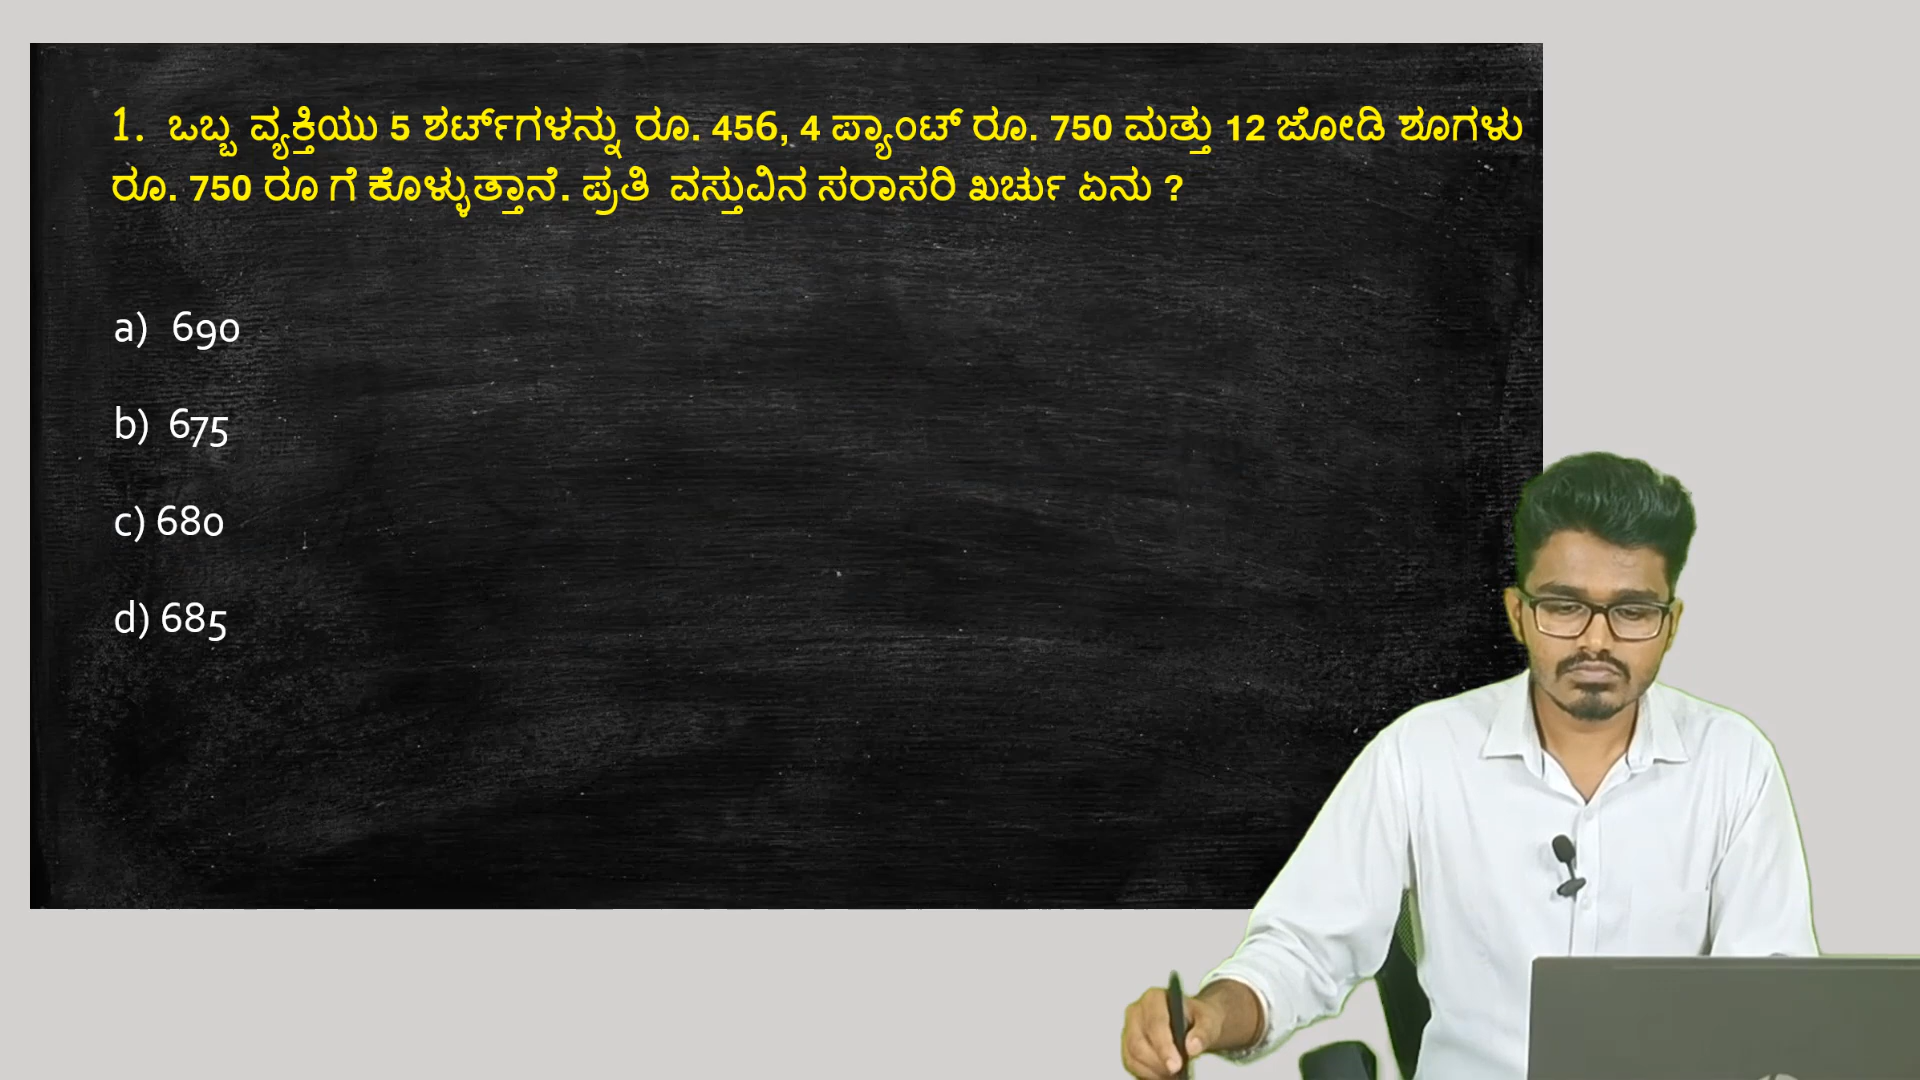 1. ಒಬ್ಬ ವ್ಯಕ್ತಿಯು 5 ಶರ್ಟ್‌ಗಳನ್ನು ರೂ. 456, 4 ಪ್ಯಾಂಟ್ ರೂ. 750 ಮತ್ತು 12 ಜೋಡಿ ಶೂಗಳು
ರೂ. 750 ರೂ ಗೆ ಕೊಳ್ಳುತ್ತಾನೆ. ಪ್ರತಿ ವಸ್ತುವಿನ ಸರಾಸರಿ ಖರ್ಚು ಏನು ?
a) 690
b) 675
c) 680
d) 685